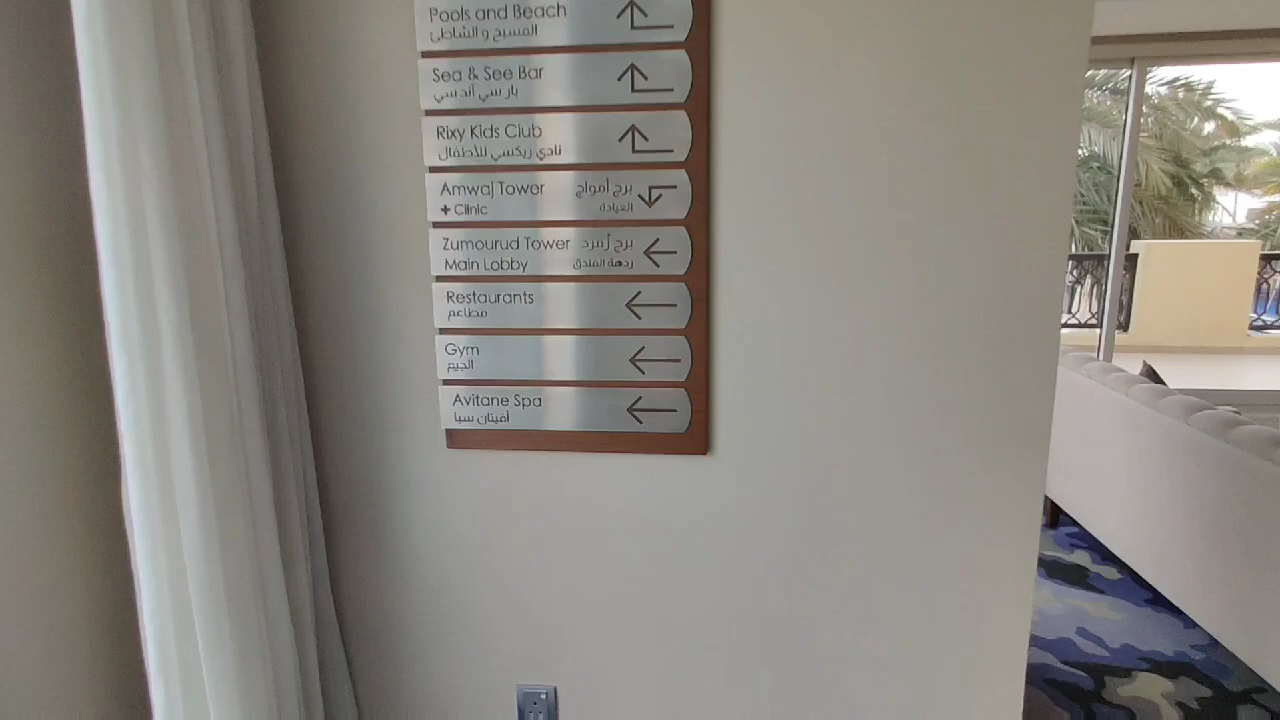 Pools and Beach
المسبح و الشاطئ
Sea & See Bar
بار سي أند سي
Rixy Kids Club
نادي ريكسي للأطفال
Amwaj Tower برج أمواج
+ Clinic العيادة
Zumourud Tower برج زمرد
Main Lobby ردهة الفندق
Restaurants
مطاعم
Gym
الجيم
Avitane Spa
أفيتان سبا